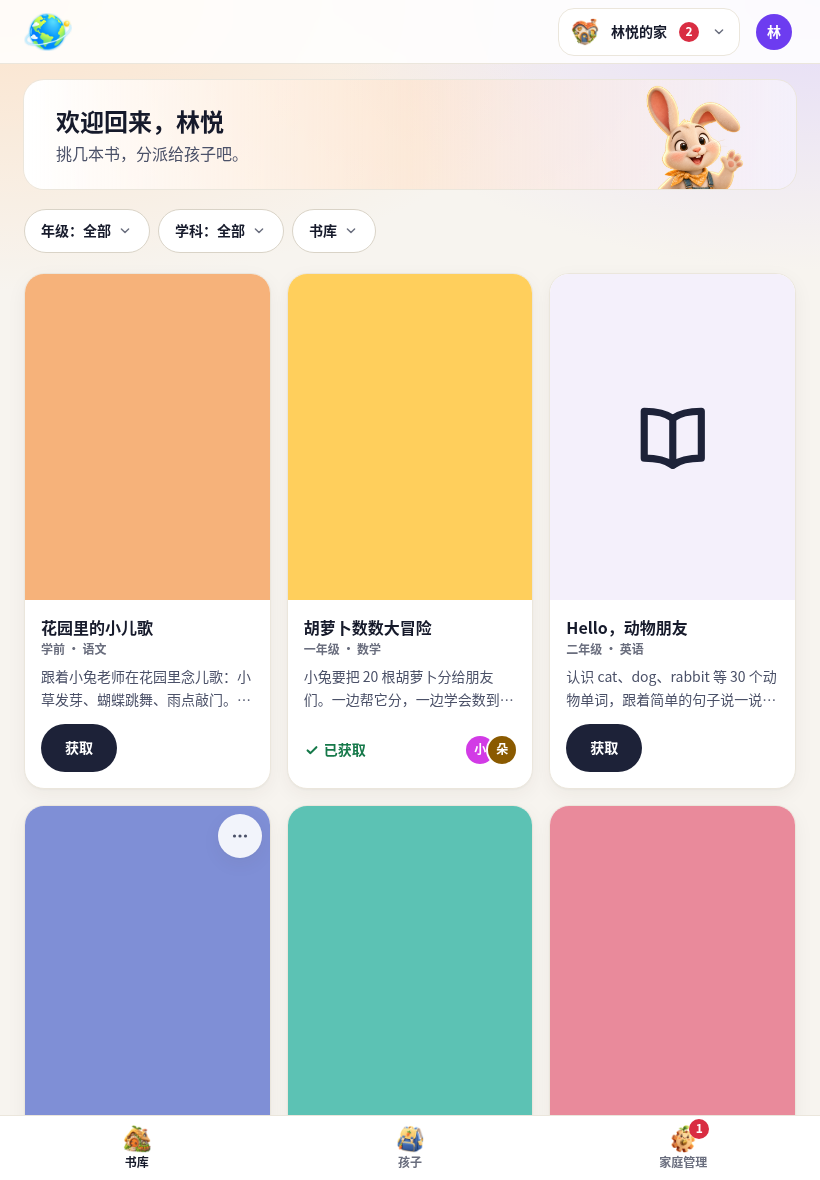 林悦的家 2
林
欢迎回来，林悦
挑几本书，分派给孩子吧。
年级：全部
学科：全部
书库
花园里的小儿歌
学前 · 语文
跟着小兔老师在花园里念儿歌：小
草发芽、蝴蝶跳舞、雨点敲门。…
获取
胡萝卜数数大冒险
一年级 · 数学
小兔要把 20 根胡萝卜分给朋友
们。一边帮它分，一边学会数到…
已获取
小
朵
Hello，动物朋友
二年级 · 英语
认识 cat、dog、rabbit 等 30 个动
物单词，跟着简单的句子说一说…
获取
书库
孩子
1
家庭管理